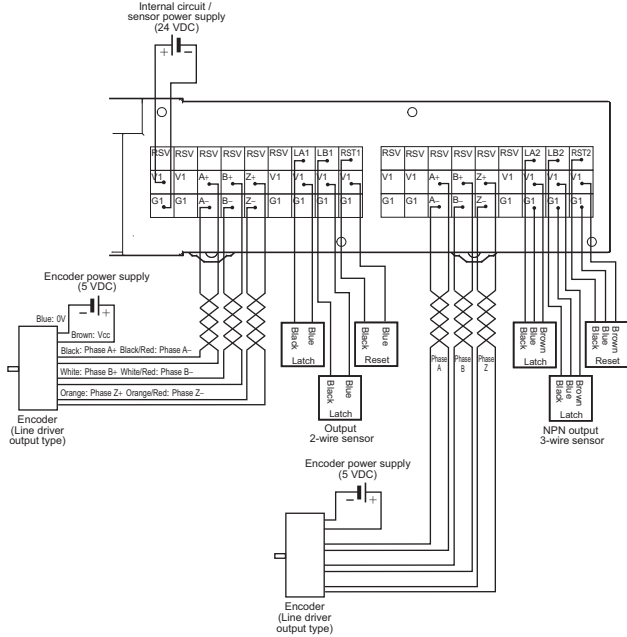 Internal circuit /
sensor power supply
(24 VDC)
+ −
RSV RSV RSV RSV RSV RSV LA1 LB1 RST1
V1 V1 A+ B+ Z+ V1 V1 V1 V1
G1 G1 A− B− Z− G1 G1 G1 G1
RSV RSV RSV RSV RSV RSV LA2 LB2 RST2
V1 V1 A+ B+ Z+ V1 V1 V1 V1
G1 G1 A− B− Z− G1 G1 G1 G1
Encoder power supply
(5 VDC)
− +
Blue: 0V
Brown: Vcc
Black: Phase A+ Black/Red: Phase A−
White: Phase B+ White/Red: Phase B−
Orange: Phase Z+ Orange/Red: Phase Z−
Encoder
(Line driver
output type)
Black
Blue
Latch
Black
Blue
Latch
Black
Blue
Reset
Output
2-wire sensor
Phase
A
Phase
B
Phase
Z
Black
Blue
Brown
Latch
Black
Blue
Brown
Latch
Black
Blue
Brown
Reset
NPN output
3-wire sensor
Encoder power supply
(5 VDC)
− +
Encoder
(Line driver
output type)